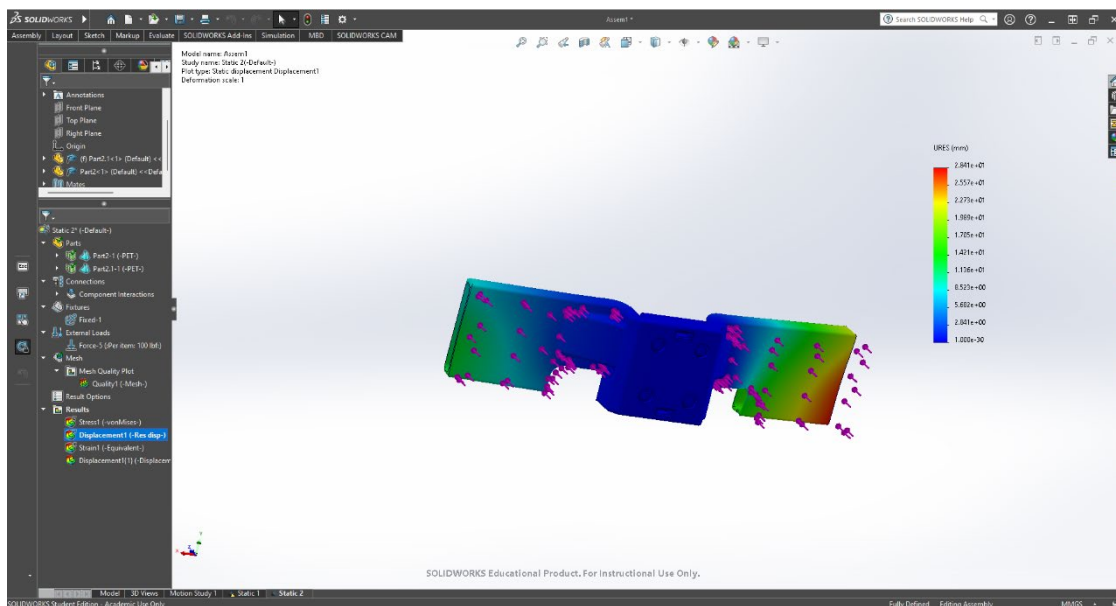 SOLIDWORKS
Assem1 *
Search SOLIDWORKS Help
Assembly Layout Sketch Markup Evaluate SOLIDWORKS Add-Ins Simulation MBD SOLIDWORKS CAM
Model name: Assem1
Study name: Static 2(-Default-)
Plot type: Static displacement Displacement1
Deformation scale: 1
Annotations
Front Plane
Top Plane
Right Plane
Origin
(f) Part2.1<1> (Default) <<
Part2<1> (Default) <<Defa
Mates
Static 2* (-Default-)
Parts
Part2-1 (-PET-)
Part2.1-1 (-PET-)
Connections
Component Interactions
Fixtures
Fixed-1
External Loads
Force-5 (:Per item: 100 lbf:)
Mesh
Mesh Quality Plot
Quality1 (-Mesh-)
Result Options
Results
Stress1 (-vonMises-)
Displacement1 (-Res disp-)
Strain1 (-Equivalent-)
Displacement1(1) (-Displacem
URES (mm)
2.841e+01
2.557e+01
2.273e+01
1.989e+01
1.705e+01
1.421e+01
1.136e+01
8.523e+00
5.682e+00
2.841e+00
1.000e-30
SOLIDWORKS Educational Product. For Instructional Use Only.
Model 3D Views Motion Study 1 Static 1 Static 2
SOLIDWORKS Student Edition - Academic Use Only
Fully Defined Editing Assembly MMGS